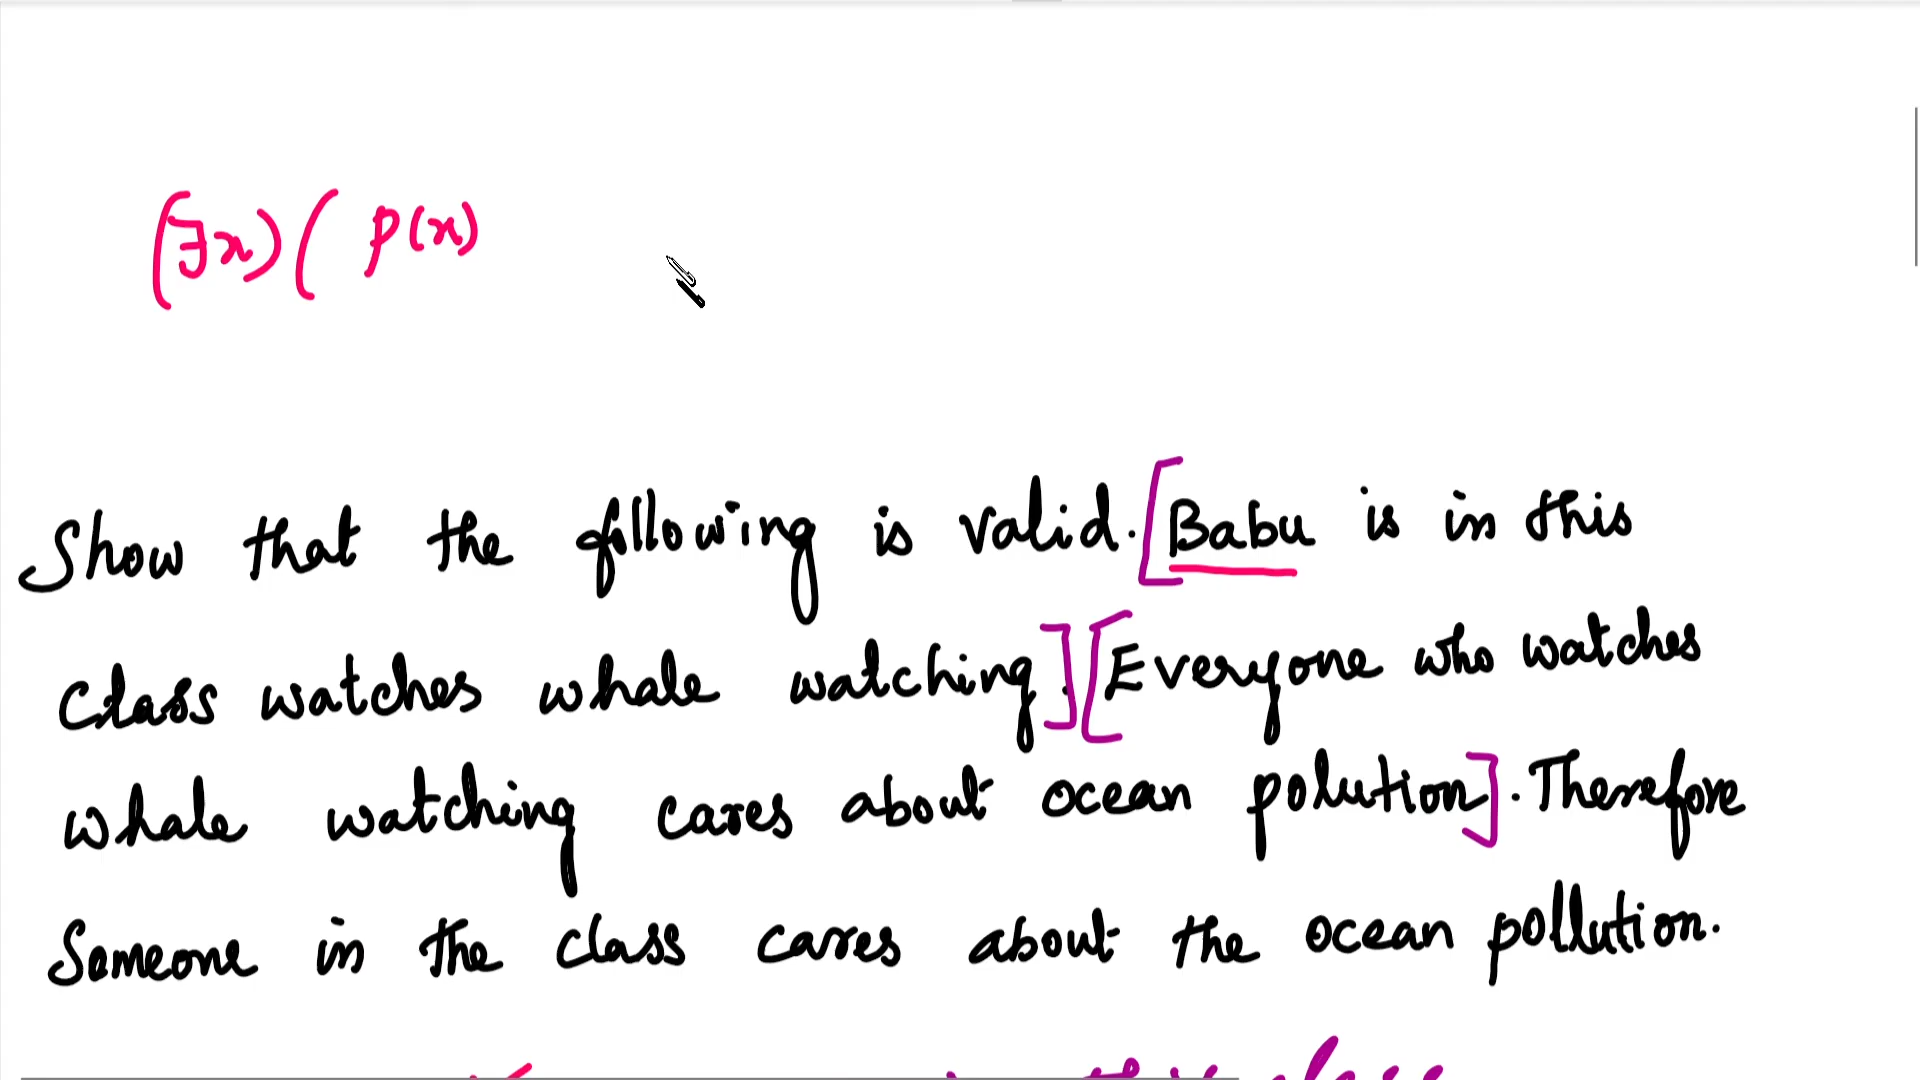 (∃x)( P(x)
Show that the following is valid. [Babu is in this
class watches whale watching.] [Everyone who watches
whale watching cares about ocean polution]. Therefore
Someone in the class cares about the ocean pollution.